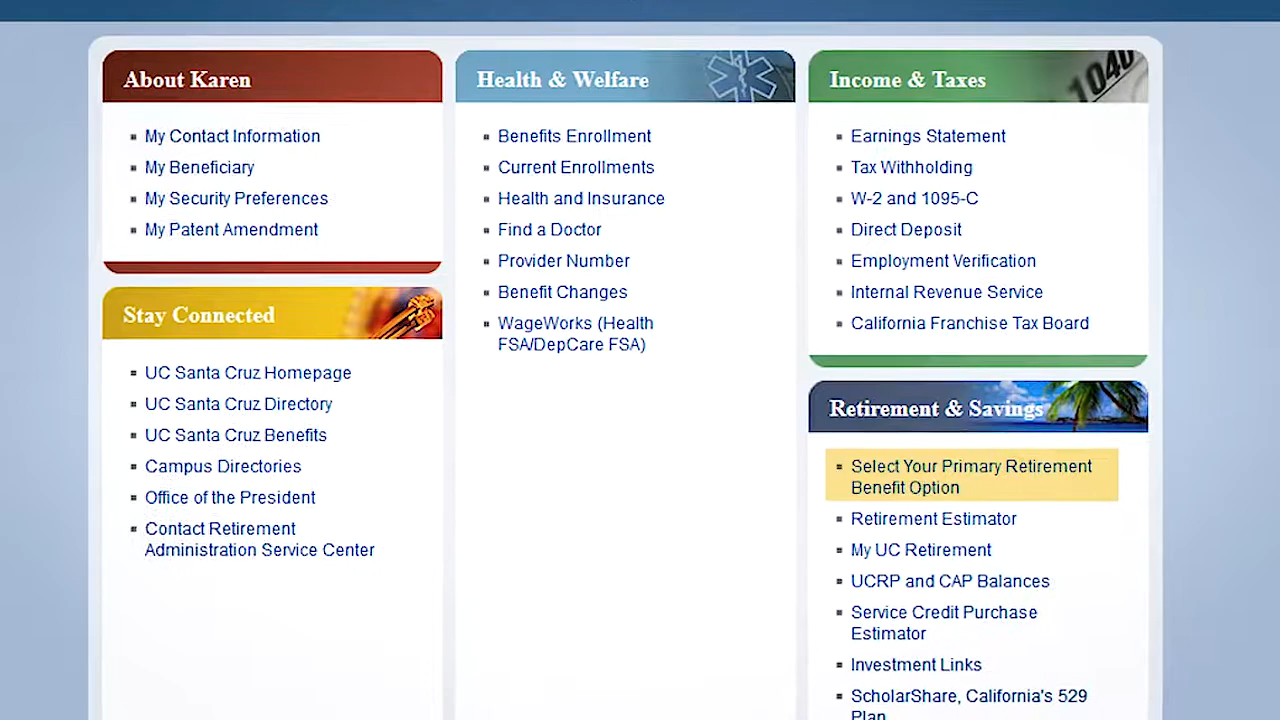 About Karen
My Contact Information
My Beneficiary
My Security Preferences
My Patent Amendment
Stay Connected
UC Santa Cruz Homepage
UC Santa Cruz Directory
UC Santa Cruz Benefits
Campus Directories
Office of the President
Contact Retirement
Administration Service Center
Health & Welfare
Benefits Enrollment
Current Enrollments
Health and Insurance
Find a Doctor
Provider Number
Benefit Changes
WageWorks (Health
FSA/DepCare FSA)
Income & Taxes
1040
Earnings Statement
Tax Withholding
W-2 and 1095-C
Direct Deposit
Employment Verification
Internal Revenue Service
California Franchise Tax Board
Retirement & Savings
Select Your Primary Retirement
Benefit Option
Retirement Estimator
My UC Retirement
UCRP and CAP Balances
Service Credit Purchase
Estimator
Investment Links
ScholarShare, California's 529
Plan